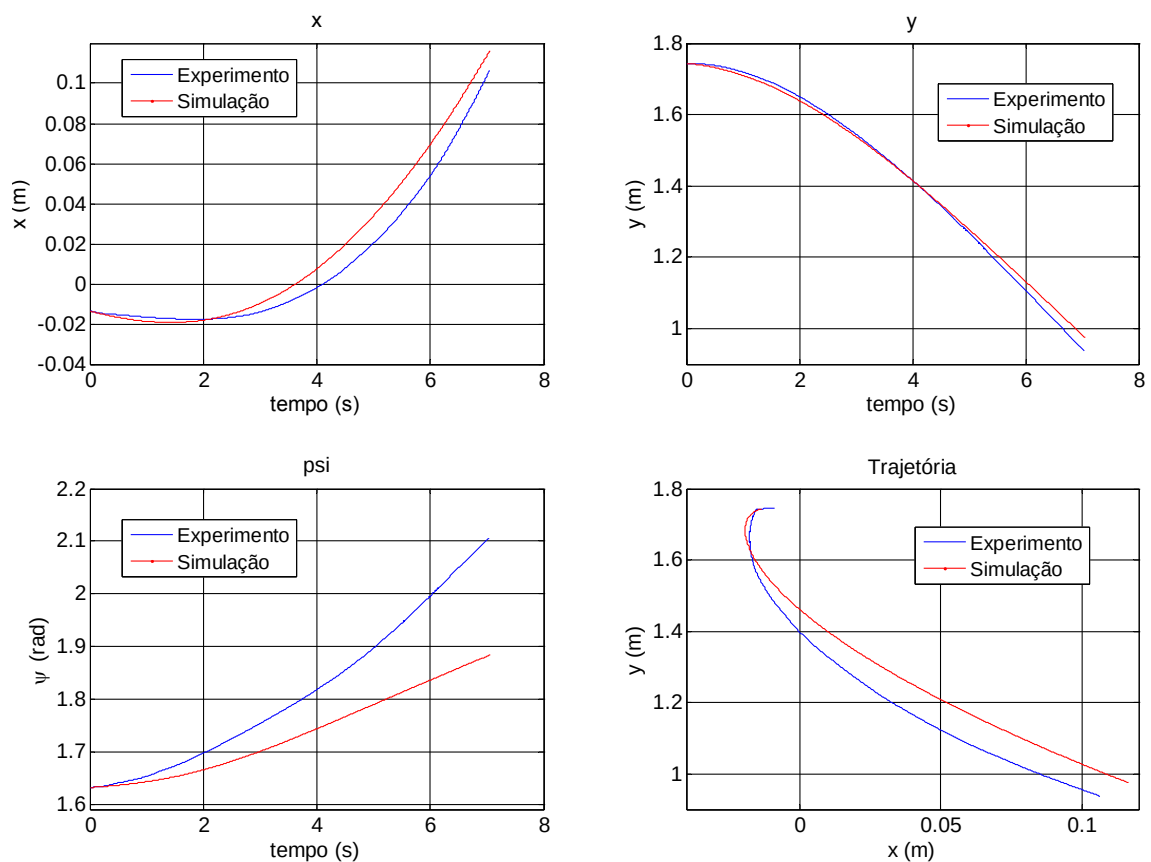 x
0.1
0.08
0.06
0.04
0.02
0
-0.02
-0.04
x (m)
0 2 4 6 8
tempo (s)
Experimento
Simulação
y
1.8
1.6
1.4
1.2
1
y (m)
0 2 4 6 8
tempo (s)
Experimento
Simulação
psi
2.2
2.1
2
1.9
1.8
1.7
1.6
ψ (rad)
0 2 4 6 8
tempo (s)
Experimento
Simulação
Trajetória
1.8
1.6
1.4
1.2
1
y (m)
0 0.05 0.1
x (m)
Experimento
Simulação